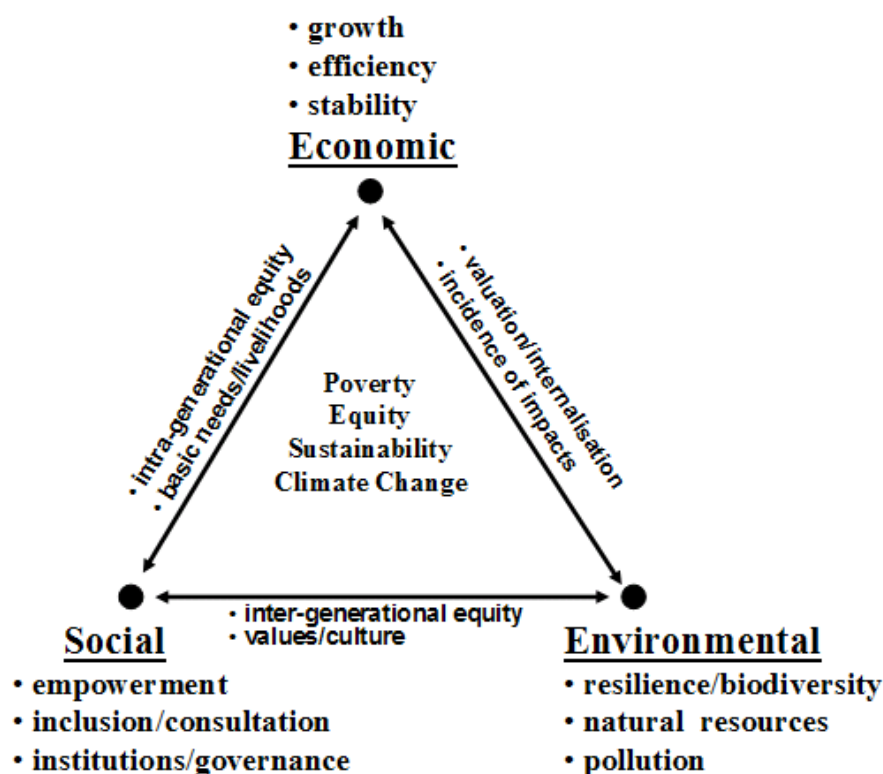 • growth
• efficiency
• stability
Economic
• intra-generational equity
• basic needs/livelihoods
• valuation/internalisation
• incidence of impacts
Poverty
Equity
Sustainability
Climate Change
• inter-generational equity
• values/culture
Social
• empowerment
• inclusion/consultation
• institutions/governance
Environmental
• resilience/biodiversity
• natural resources
• pollution